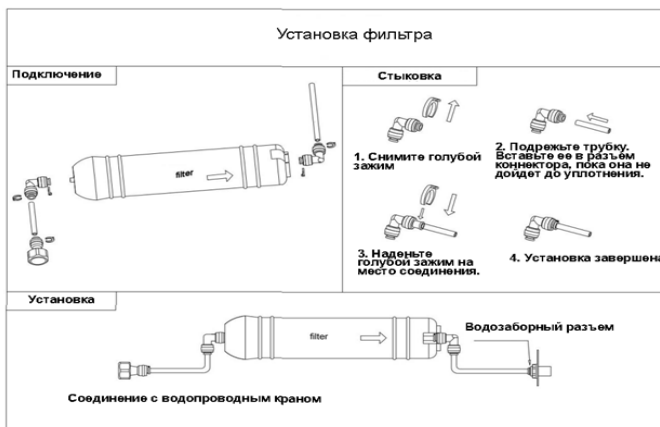 Установка фильтра
Подключение
filter
Стыковка
1. Снимите голубой
зажим
2. Подрежьте трубку.
Вставьте ее в разъем
коннектора, пока она не
дойдет до уплотнения.
3. Наденьте
голубой зажим на
место соединения.
4. Установка завершена
Установка
filter
Водозаборный разъем
Соединение с водопроводным краном